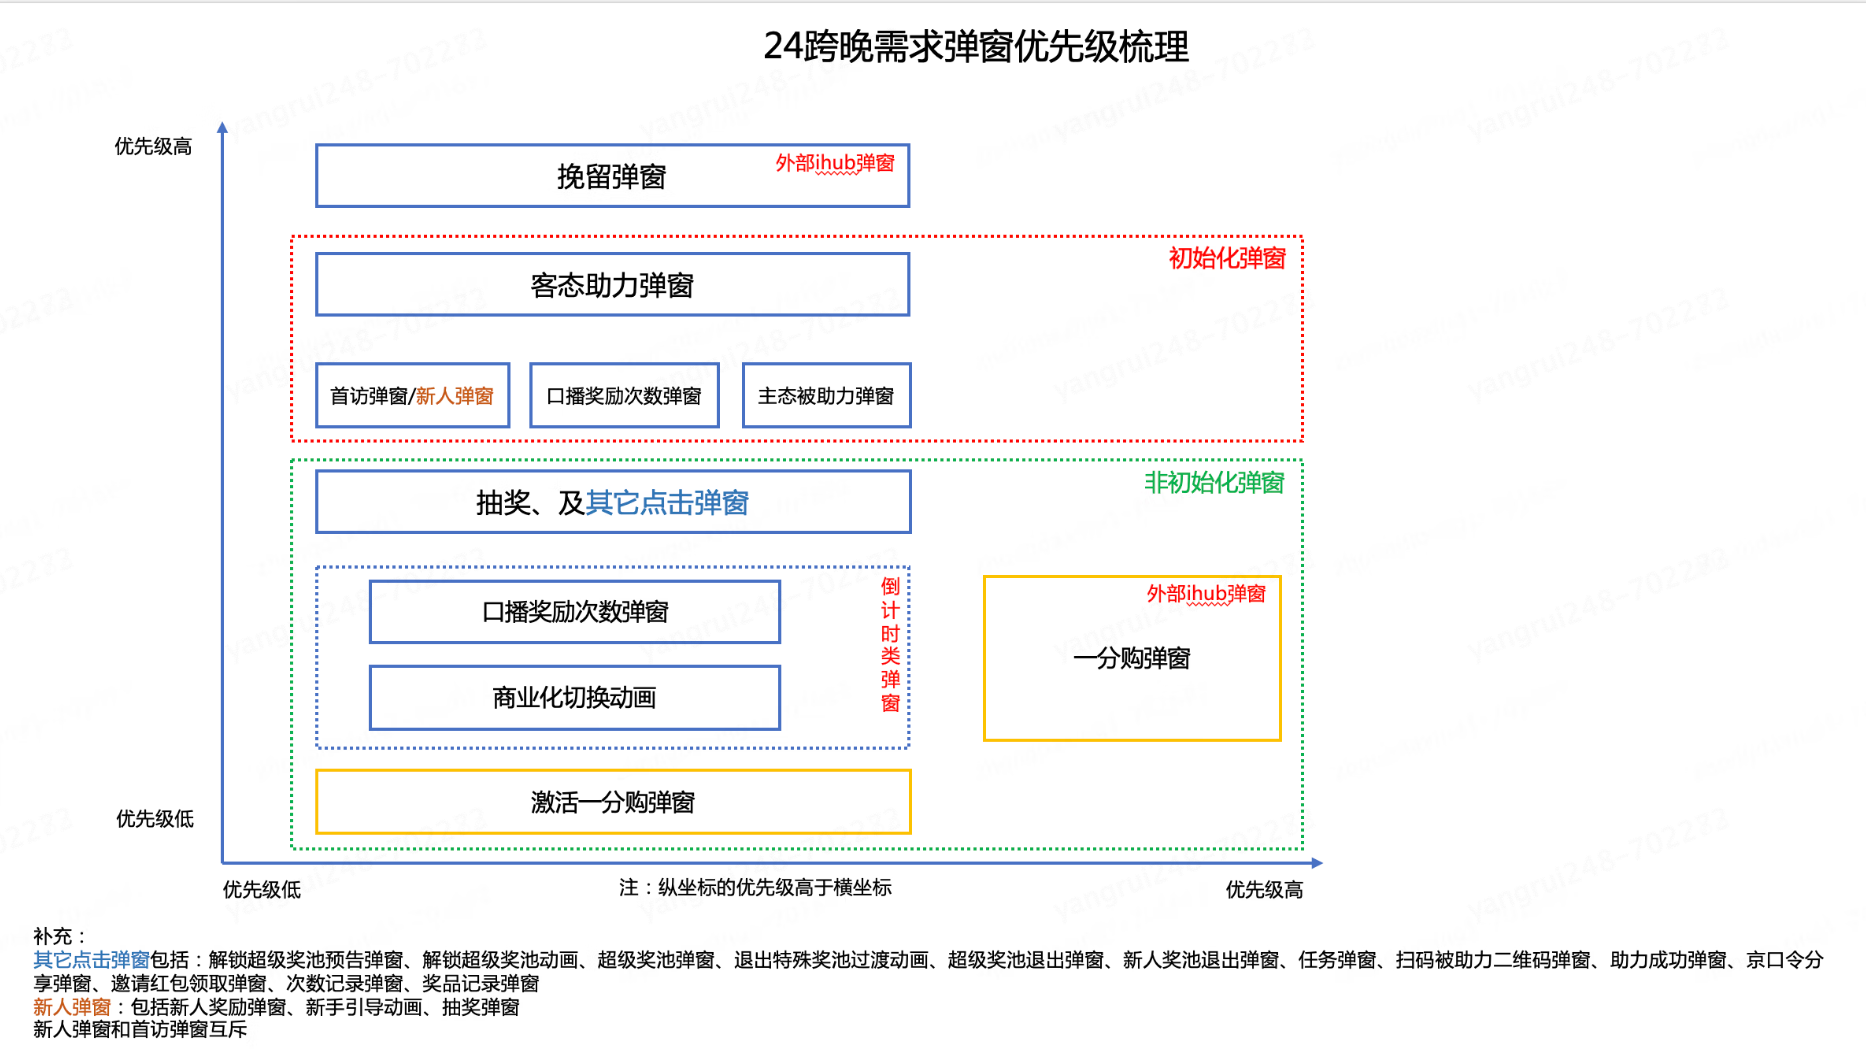 24跨晚需求弹窗优先级梳理
优先级高
挽留弹窗
外部ihub弹窗
初始化弹窗
客态助力弹窗
首访弹窗/新人弹窗
口播奖励次数弹窗
主态被助力弹窗
非初始化弹窗
抽奖、及其它点击弹窗
倒计时类弹窗
口播奖励次数弹窗
商业化切换动画
外部ihub弹窗
一分购弹窗
激活一分购弹窗
优先级低
优先级低
注：纵坐标的优先级高于横坐标
优先级高
补充：
其它点击弹窗包括：解锁超级奖池预告弹窗、解锁超级奖池动画、超级奖池弹窗、退出特殊奖池过渡动画、超级奖池退出弹窗、新人奖池退出弹窗、任务弹窗、扫码被助力二维码弹窗、助力成功弹窗、京口令分
享弹窗、邀请红包领取弹窗、次数记录弹窗、奖品记录弹窗
新人弹窗：包括新人奖励弹窗、新手引导动画、抽奖弹窗
新人弹窗和首访弹窗互斥